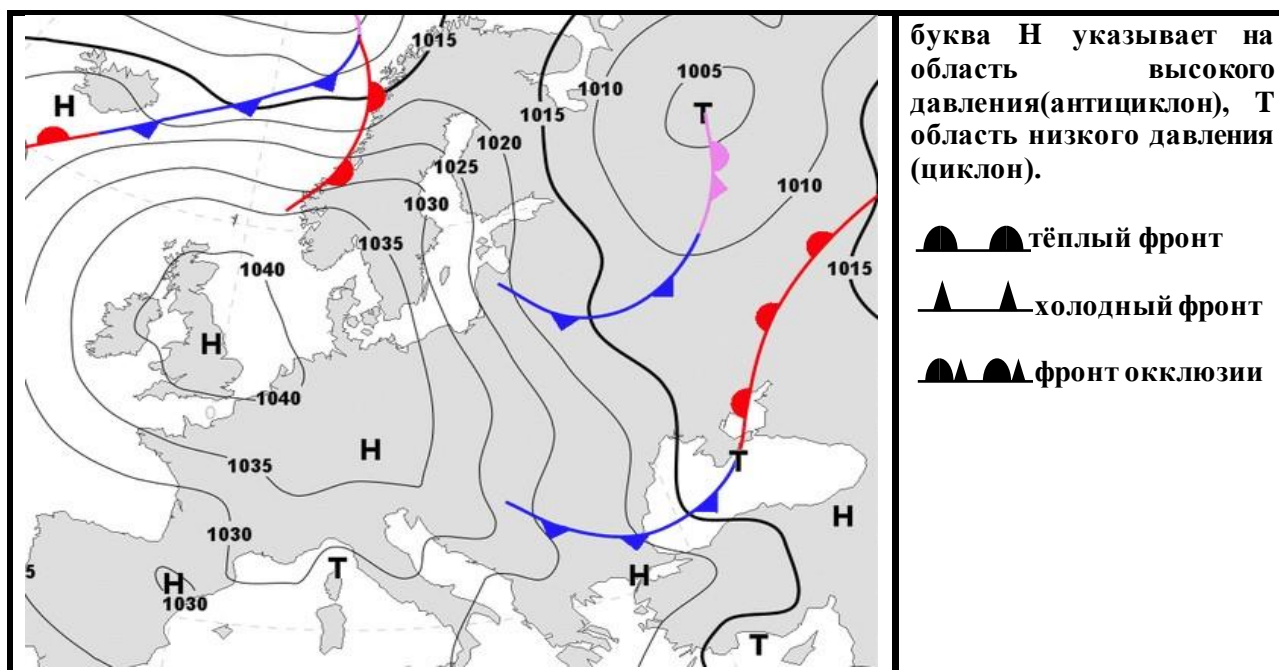 1015
1005
1010
H
1015
T
1020
1025
1010
1030
1035
1015
1040
H
1040
H
1035
T
H
1030
T
H
H
5
1030
T
буква Н указывает на
область высокого
давления(антициклон), Т
область низкого давления
(циклон).
тёплый фронт
холодный фронт
фронт окклюзии